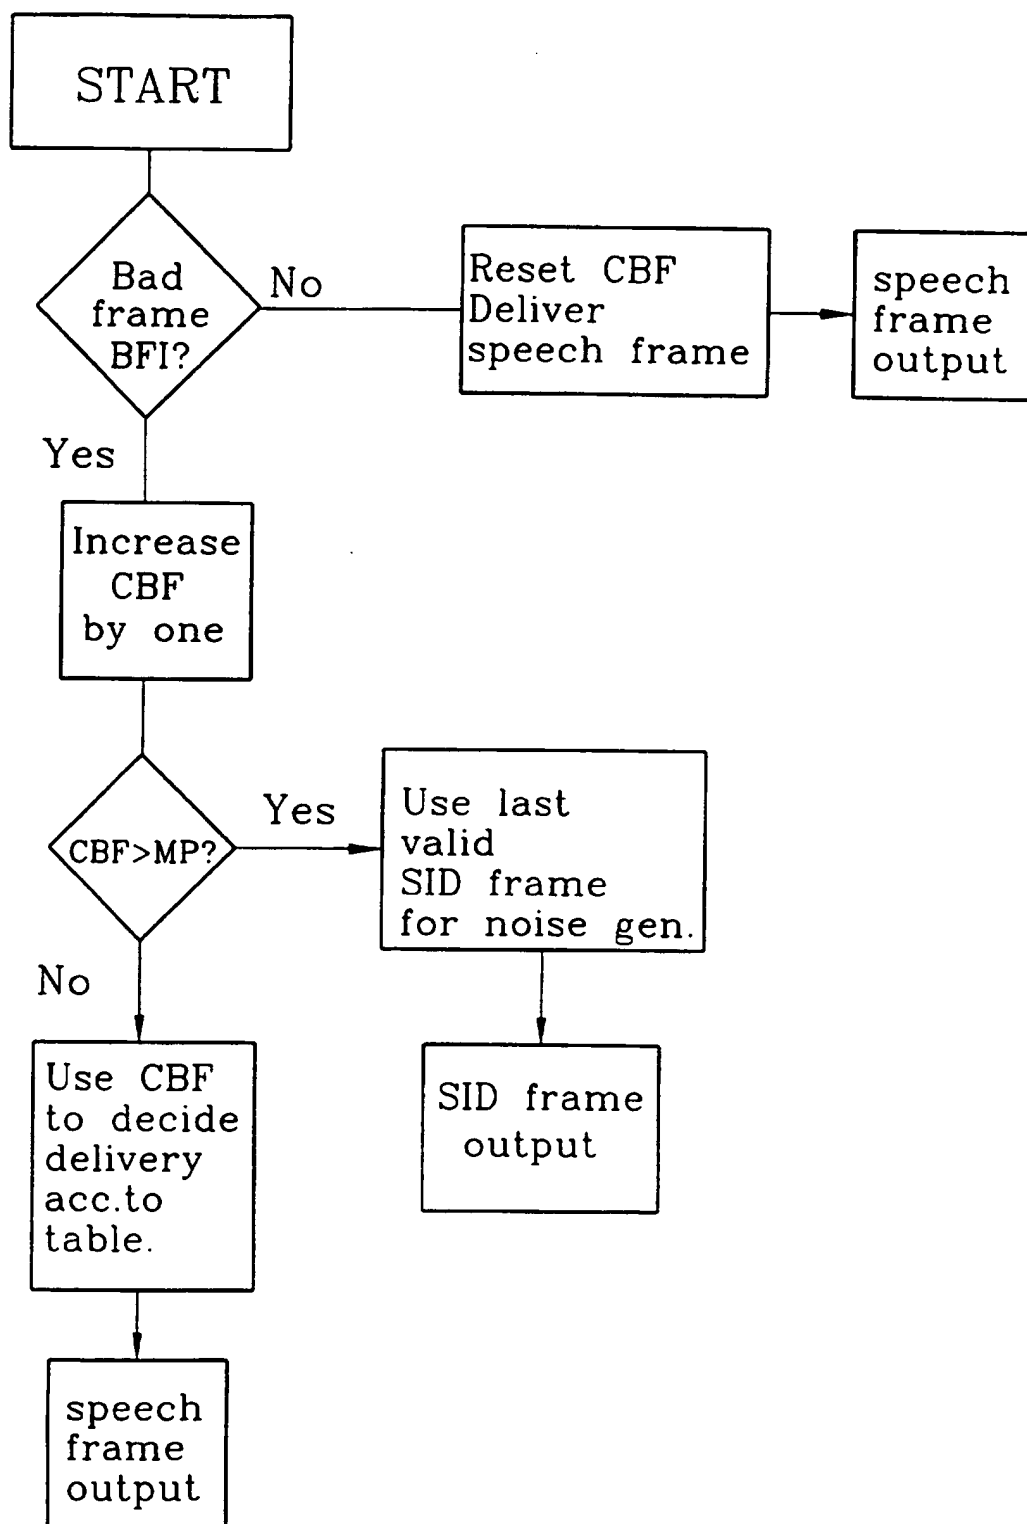 START
Bad
frame
BFI?
No
Reset CBF
Deliver
speech frame
speech
frame
output
Yes
Increase
CBF
by one
CBF>MP?
Yes
Use last
valid
SID frame
for noise gen.
No
SID frame
output
Use CBF
to decide
delivery
acc.to
table.
speech
frame
output